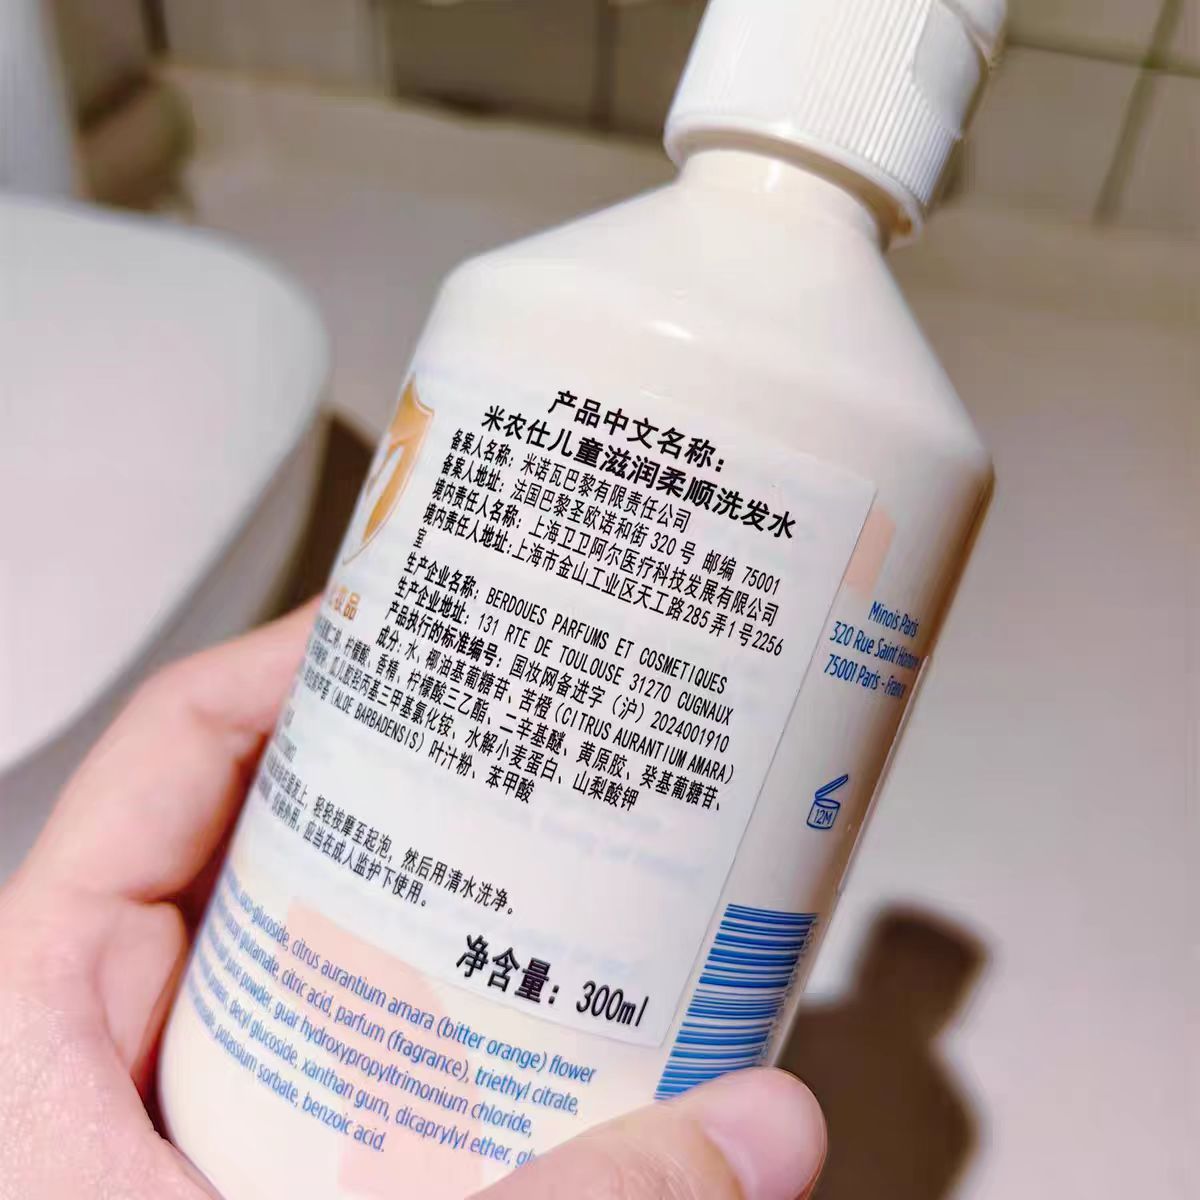 产品中文名称：
米农仕儿童滋润柔顺洗发水
备案人名称：米诺瓦巴黎有限责任公司
备案人地址：法国巴黎圣欧诺和街 320 号 邮编 75001
境内责任人名称：上海卫卫阿尔医疗科技发展有限公司
境内责任人地址：上海市金山工业区天工路285弄1号2256
室
生产企业名称：BERDOUES PARFUMS ET COSMETIQUES
生产企业地址：131 RTE DE TOULOUSE 31270 CUGNAUX
产品执行的标准编号：国妆网备进字（沪）2024001910
成分：水、椰油基葡糖苷、苦橙(CITRUS AURANTIUM AMARA)
柠檬酸、香精、柠檬酸三乙酯、二辛基醚、黄原胶、癸基葡糖苷、
瓜儿胶羟丙基三甲基氯化铵、水解小麦蛋白、山梨酸钾
(ALOE BARBADENSIS) 叶汁粉、苯甲酸
上，轻轻按摩至起泡，然后用清水洗净。
应当在成人监护下使用。
净含量：300ml
coco-glucoside, citrus aurantium amara (bitter orange) flower
glutamate, citric acid, parfum (fragrance), triethyl citrate,
juice powder, guar hydroxypropyltrimonium chloride,
decyl glucoside, xanthan gum, dicaprylyl ether,
potassium sorbate, benzoic acid.
Minois Paris
320 Rue Saint
75001 Paris -
12M